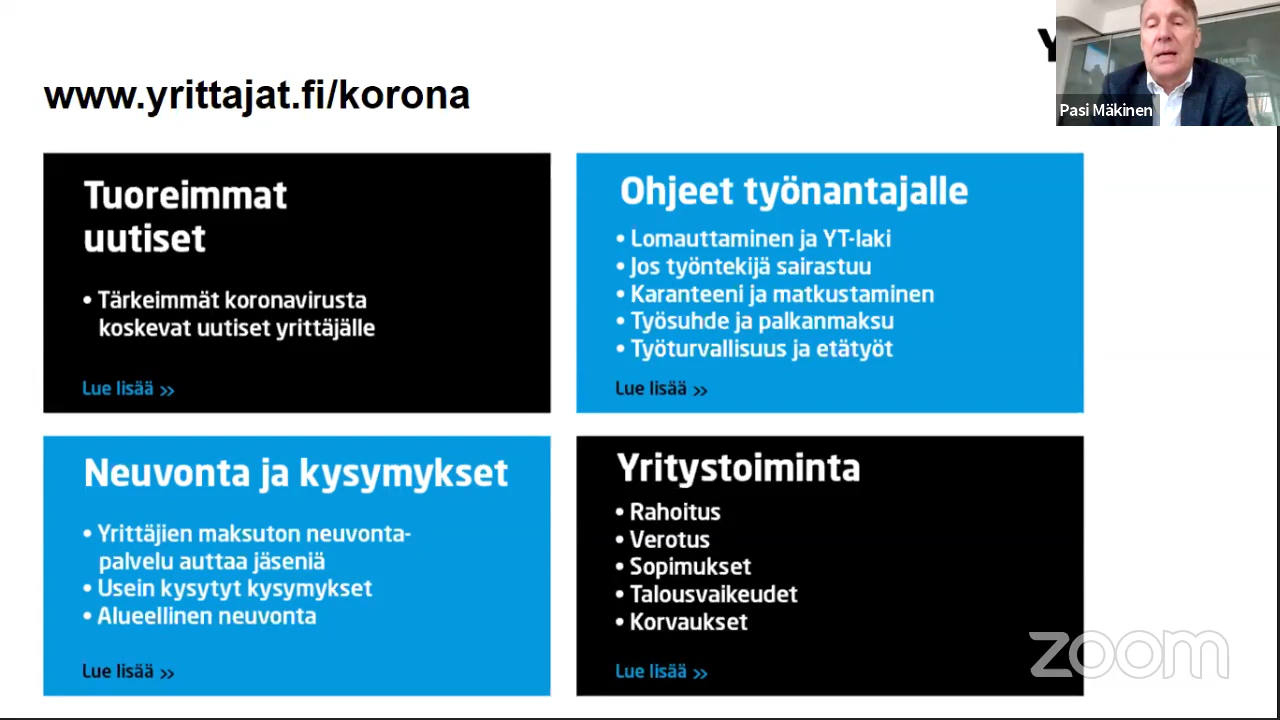 www.yrittajat.fi/korona
Y
Pasi Mäkinen
Tuoreimmat
uutiset
• Tärkeimmät koronavirusta
koskevat uutiset yrittäjälle
Lue lisää >>
Ohjeet työnantajalle
• Lomauttaminen ja YT-laki
• Jos työntekijä sairastuu
• Karanteeni ja matkustaminen
• Työsuhde ja palkanmaksu
• Työturvallisuus ja etätyöt
Lue lisää >>
Neuvonta ja kysymykset
• Yrittäjien maksuton neuvonta-
palvelu auttaa jäseniä
• Usein kysytyt kysymykset
• Alueellinen neuvonta
Lue lisää >>
Yritystoiminta
• Rahoitus
• Verotus
• Sopimukset
• Talousvaikeudet
• Korvaukset
Lue lisää >>
zoom